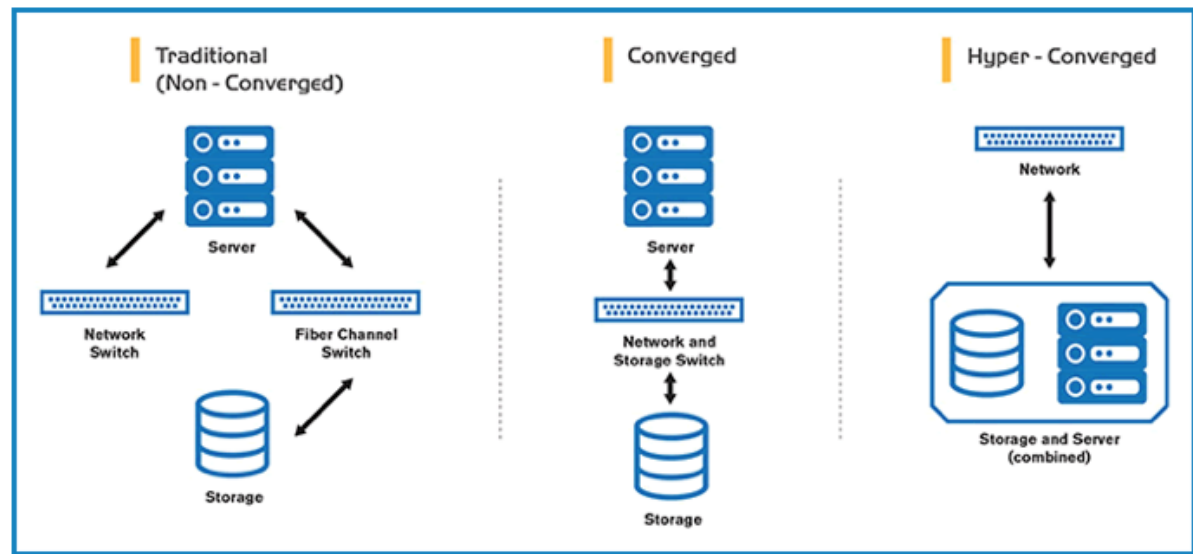 Traditional
(Non - Converged)
Server
Network
Switch
Fiber Channel
Switch
Storage
Converged
Server
Network and
Storage Switch
Storage
Hyper - Converged
Network
Storage and Server
(combined)